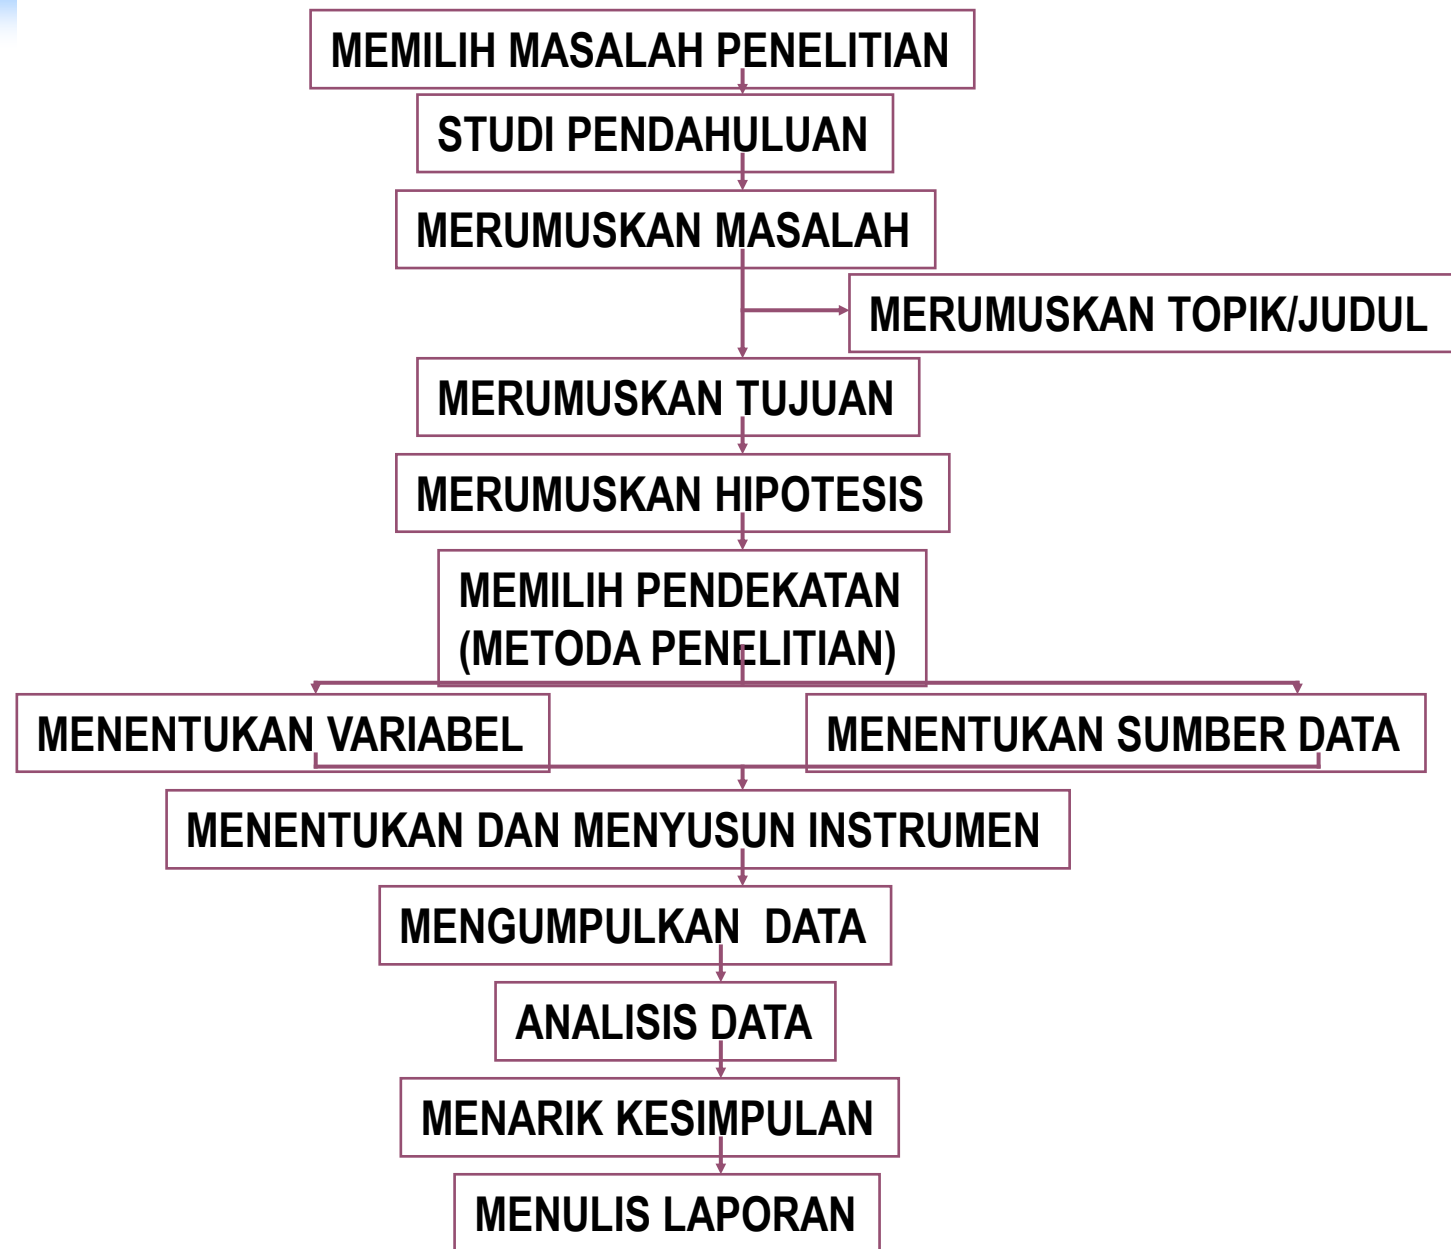 MEMILIH MASALAH PENELITIAN
STUDI PENDAHULUAN
MERUMUSKAN MASALAH
MERUMUSKAN TOPIK/JUDUL
MERUMUSKAN TUJUAN
MERUMUSKAN HIPOTESIS
MEMILIH PENDEKATAN
(METODA PENELITIAN)
MENENTUKAN VARIABEL
MENENTUKAN SUMBER DATA
MENENTUKAN DAN MENYUSUN INSTRUMEN
MENGUMPULKAN DATA
ANALISIS DATA
MENARIK KESIMPULAN
MENULIS LAPORAN